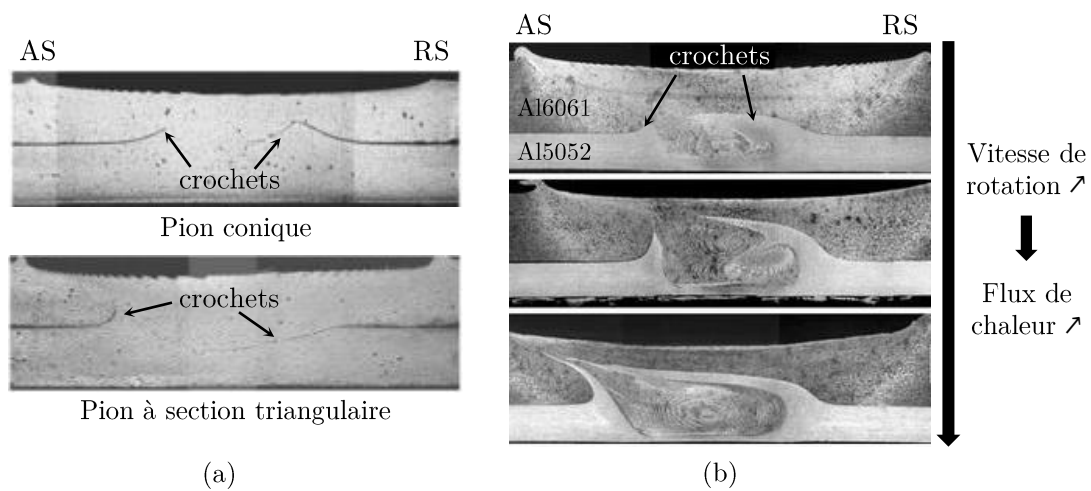 AS
RS
crochets
Pion conique
crochets
Pion à section triangulaire
(a)
AS
RS
crochets
Al6061
Al5052
(b)
Vitesse de
rotation ↗
Flux de
chaleur ↗